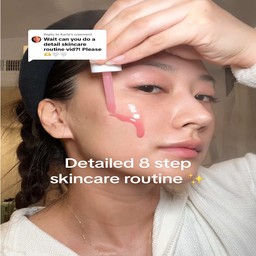 Wait can you do a
detail skincare
routine vid?! Please
Detailed 8 step
skincare routine ✨